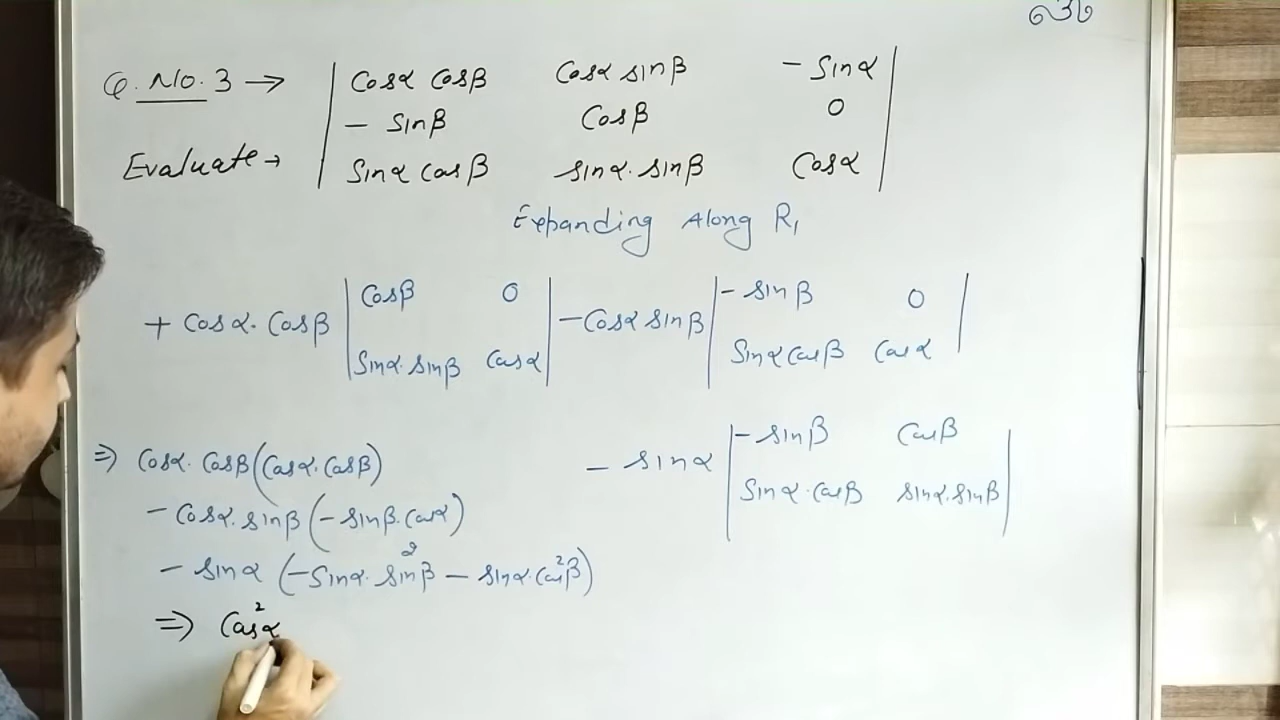 Q. No. 3 → | Cosα Cosβ Cosα sinβ - Sinα |
| - Sinβ Cosβ 0 |
Evaluate → | Sinα cosβ sinα. sinβ Cosα |
Expanding Along R₁
+ Cosα. Cosβ | Cosβ 0 | - Cosα sinβ | - sinβ 0 |
| Sinα. sinβ Cosα | | Sinα cosβ Cosα |
- sinα | - sinβ Cosβ |
| Sinα. cosβ sinα. sinβ |
⇒ Cosα. Cosβ (Cosα. Cosβ)
- Cosα. sinβ (- sinβ. Cosα)
- sinα (- Sinα. sin²β - sinα. Cos²β)
⇒ Cos²α